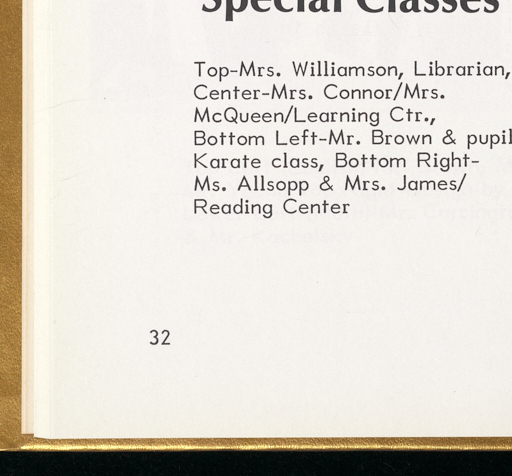 Special Classes
Top-Mrs. Williamson, Librarian,
Center-Mrs. Connor/Mrs.
McQueen/Learning Ctr.,
Bottom Left-Mr. Brown & pupil
Karate class, Bottom Right-
Ms. Allsopp & Mrs. James/
Reading Center
32